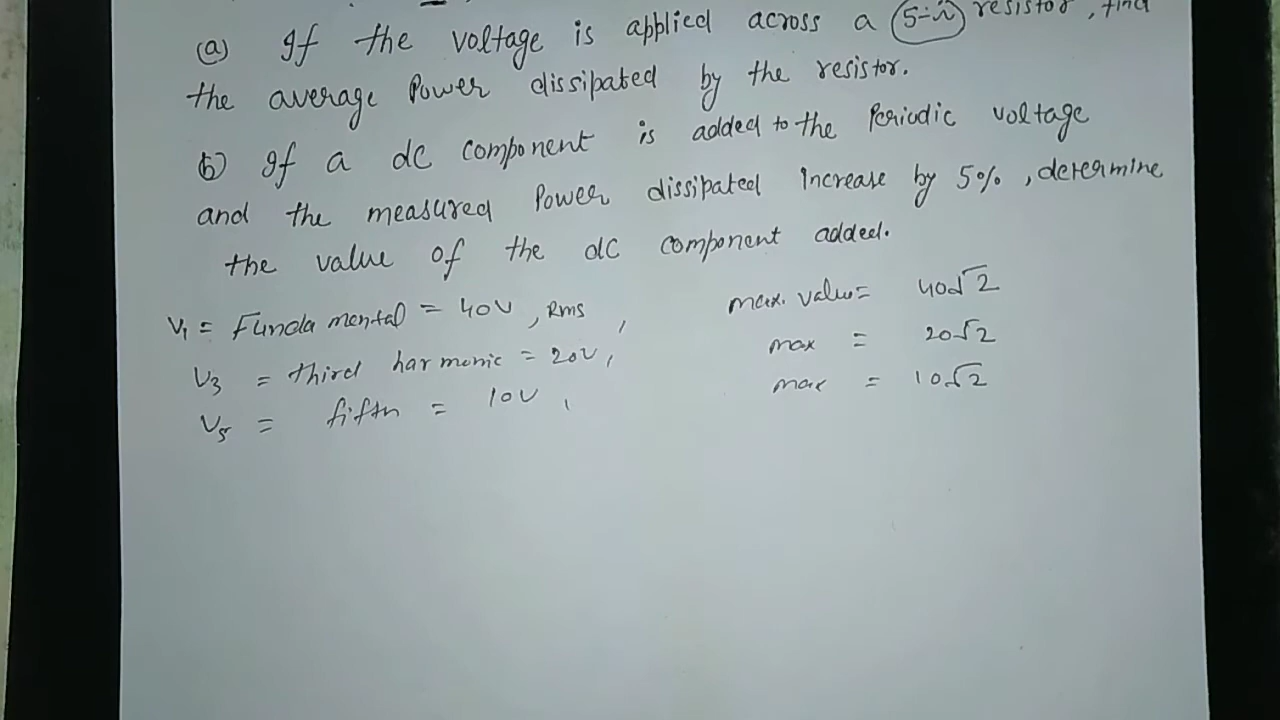 (a) If the voltage is applied across a 5-Ω resistor, find
the average Power dissipated by the resistor.
(b) If a dc component is added to the Periodic voltage
and the measured Power dissipated Increase by 5%, determine
the value of the dc component added.
V₁ = Fundamental = 40V, RMS, max. value = 40√2
V₃ = third harmonic = 20V, max = 20√2
V₅ = fifth = 10V, max = 10√2